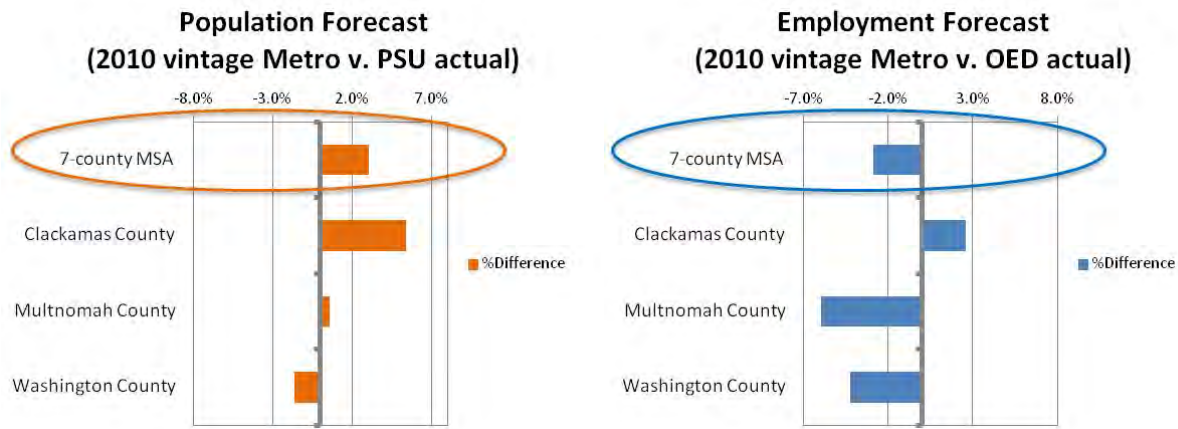 Population Forecast
(2010 vintage Metro v. PSU actual)
-8.0% -3.0% 2.0% 7.0%
7-county MSA
Clackamas County
Multnomah County
Washington County
%Difference
Employment Forecast
(2010 vintage Metro v. OED actual)
-7.0% -2.0% 3.0% 8.0%
7-county MSA
Clackamas County
Multnomah County
Washington County
%Difference